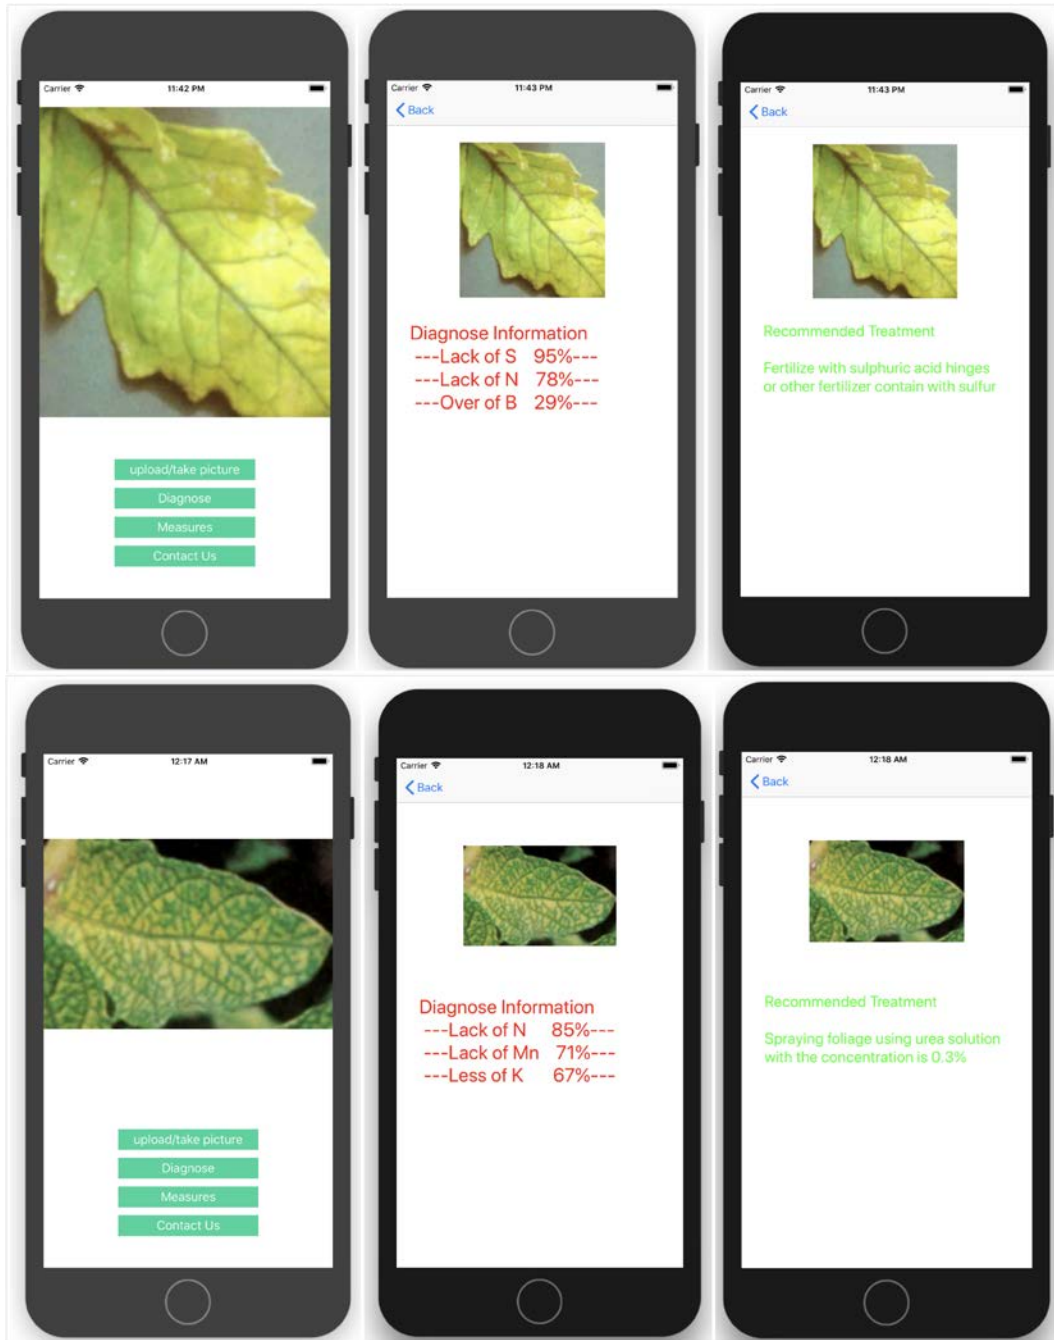 Carrier 11:42 PM
upload/take picture
Diagnose
Measures
Contact Us
Carrier 11:43 PM
Back
Diagnose Information
---Lack of S 95%---
---Lack of N 78%---
---Over of B 29%---
Carrier 11:43 PM
Back
Recommended Treatment
Fertilize with sulphuric acid hinges
or other fertilizer contain with sulfur
Carrier 12:17 AM
upload/take picture
Diagnose
Measures
Contact Us
Carrier 12:18 AM
Back
Diagnose Information
---Lack of N 85%---
---Lack of Mn 71%---
---Less of K 67%---
Carrier 12:18 AM
Back
Recommended Treatment
Spraying foliage using urea solution
with the concentration is 0.3%